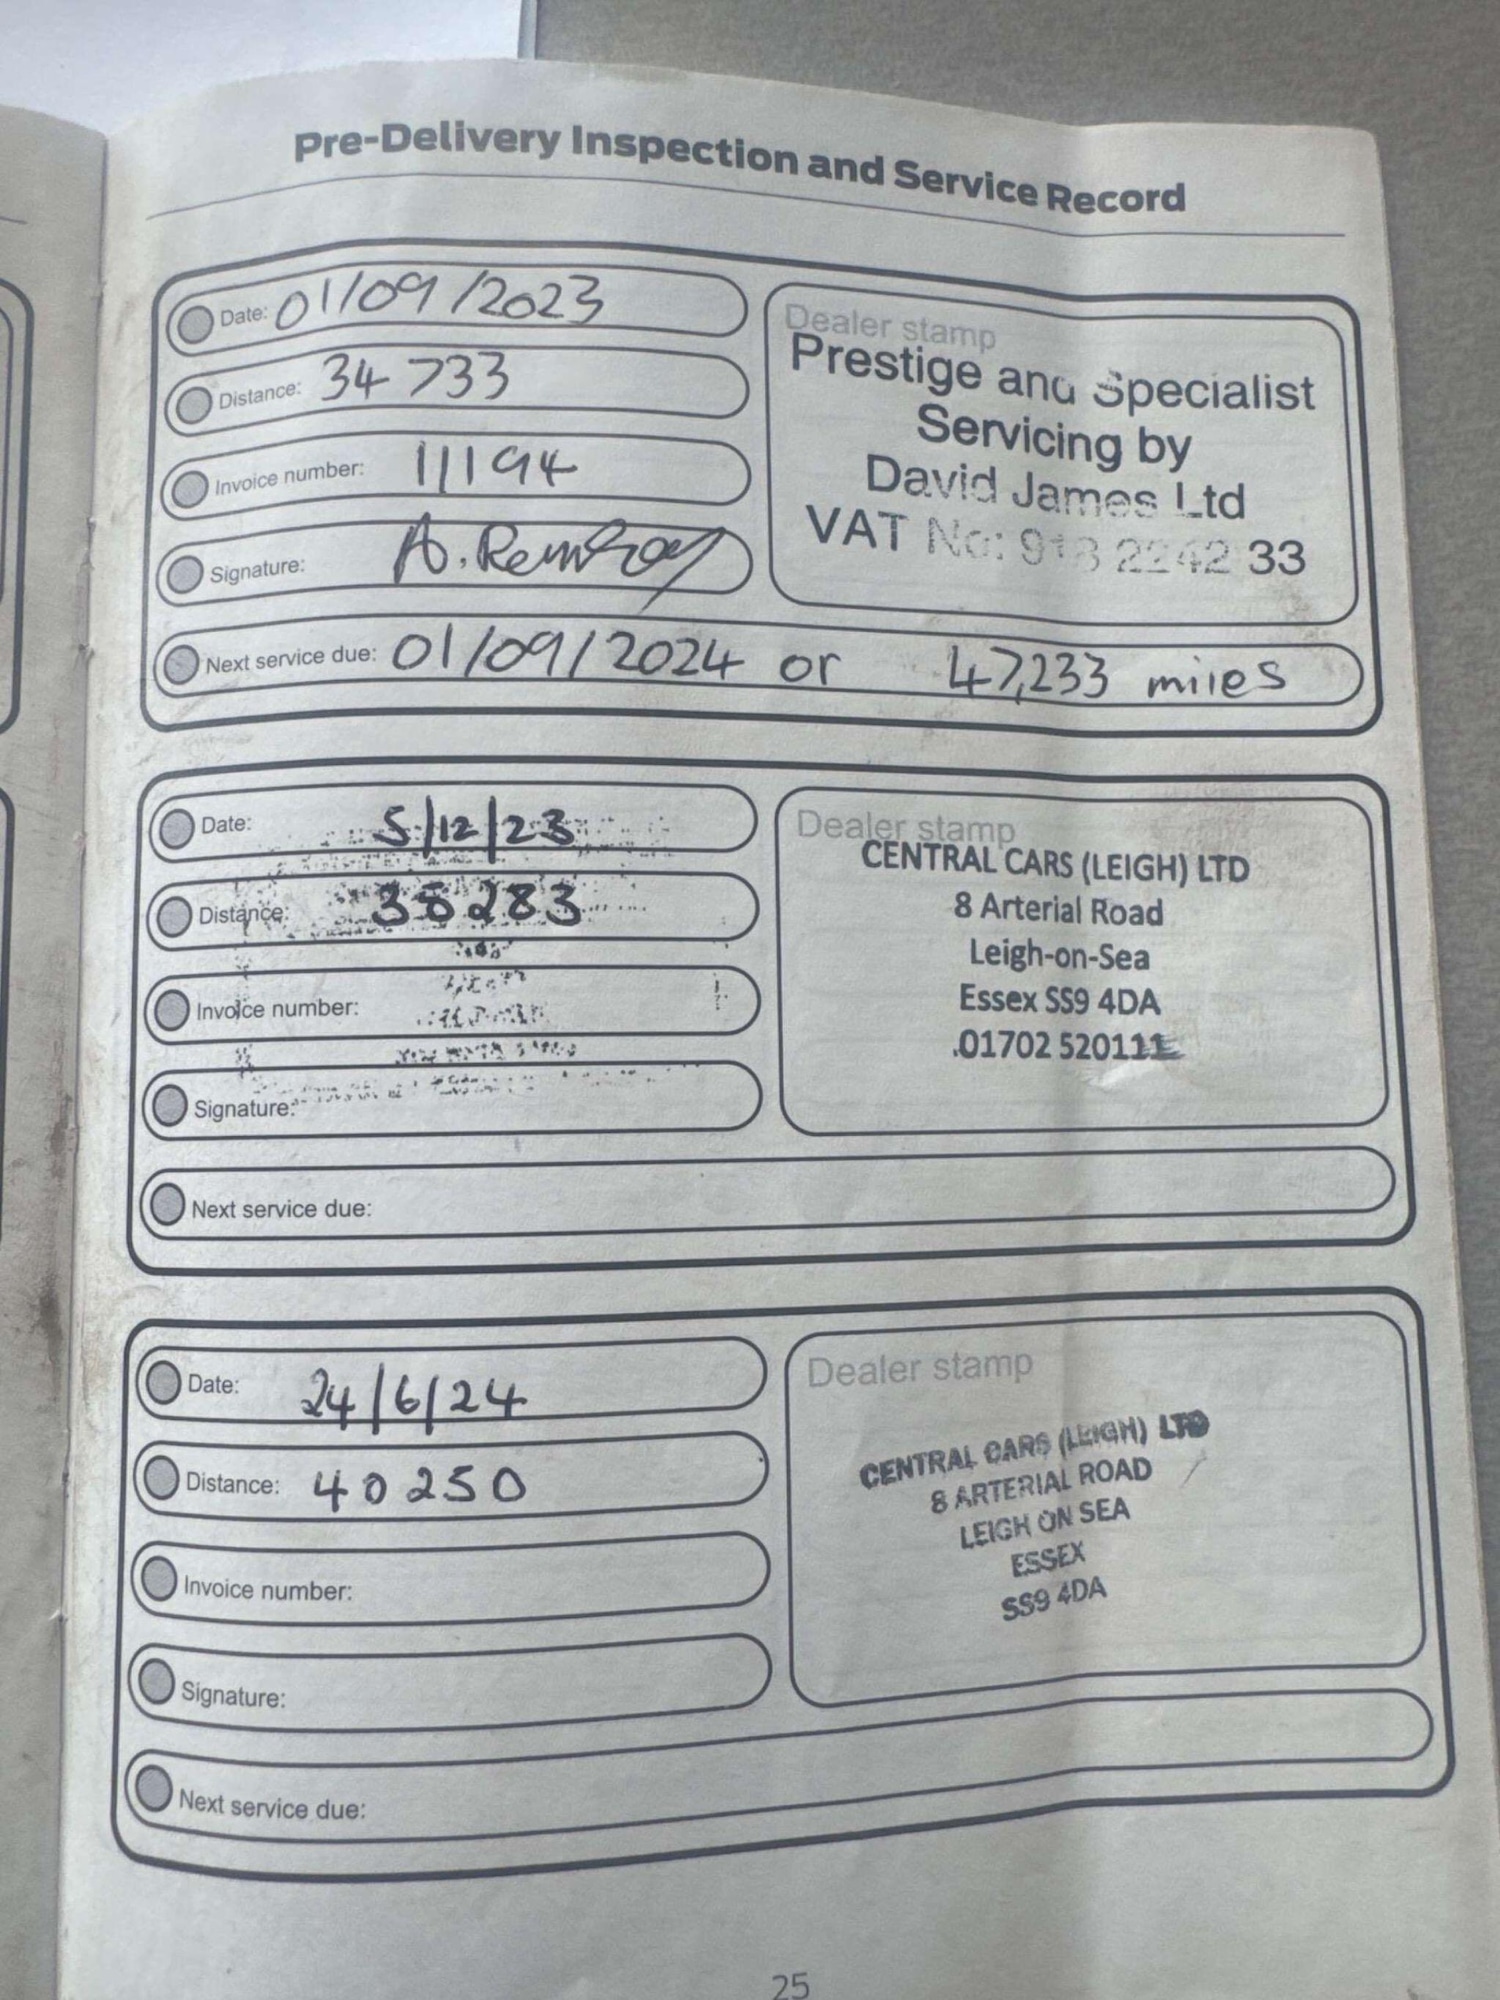 Pre-Delivery Inspection and Service Record
Date: 01/09/2023
Distance: 34733
Invoice number: 11194
Signature: A.
Next service due: 01/09/2024 or 47,233 miles
Dealer stamp
Prestige and Specialist
Servicing by
David James Ltd
VAT No: 918 2242 33
Date: 5/12/23
Distance: 38283
Invoice number:
Signature:
Next service due:
Dealer stamp
CENTRAL CARS (LEIGH) LTD
8 Arterial Road
Leigh-on-Sea
Essex SS9 4DA
01702 520111
Date: 24/6/24
Distance: 40250
Invoice number:
Signature:
Next service due:
Dealer stamp
CENTRAL CARS (LEIGH) LTD
8 ARTERIAL ROAD
LEIGH ON SEA
ESSEX
SS9 4DA
25